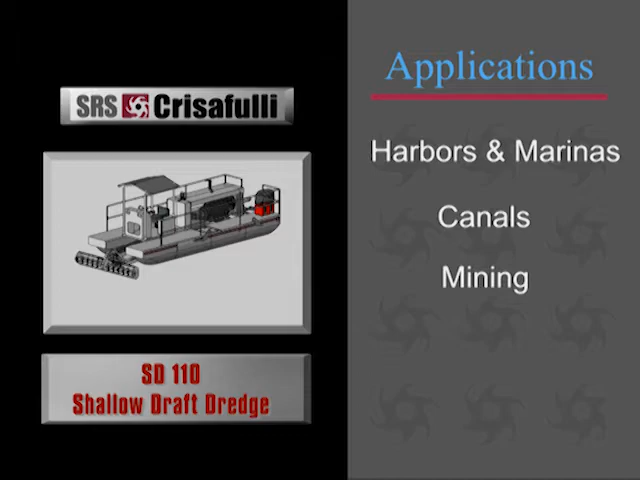 SRS Crisafulli
SD 110
Shallow Draft Dredge
Applications
Harbors & Marinas
Canals
Mining